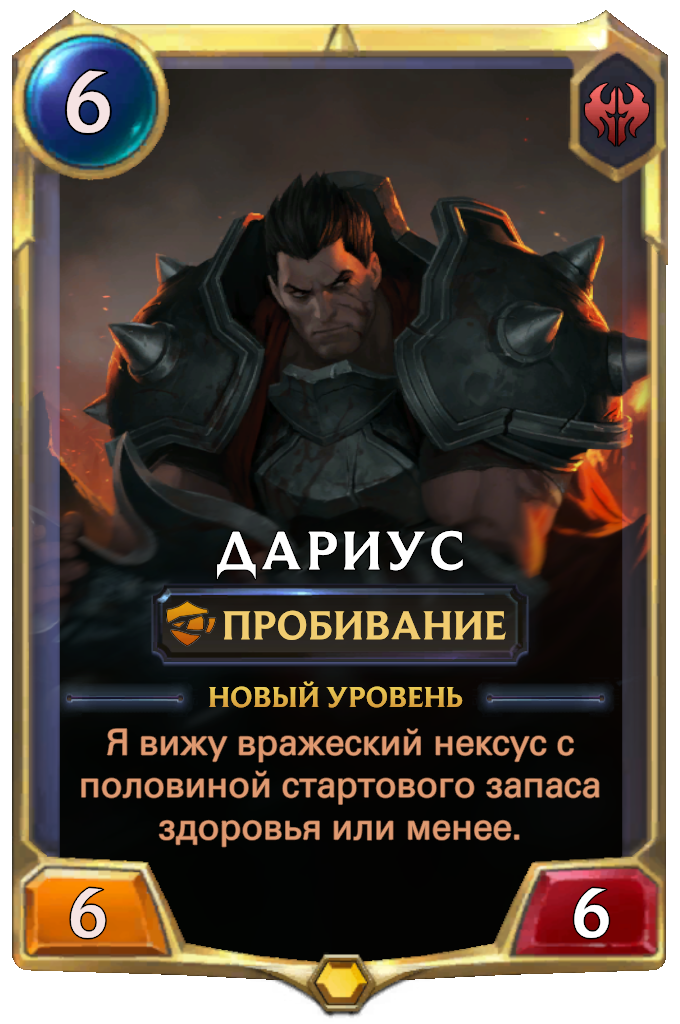 6
ДАРИУС
ПРОБИВАНИЕ
НОВЫЙ УРОВЕНЬ
Я вижу вражеский нексус с
половиной стартового запаса
здоровья или менее.
6
6